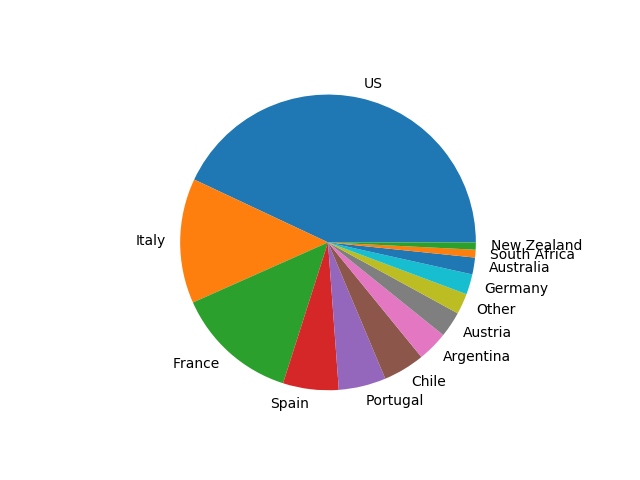 US
Italy
France
Spain
Portugal
Chile
Argentina
Austria
Other
Germany
Australia
South Africa
New Zealand